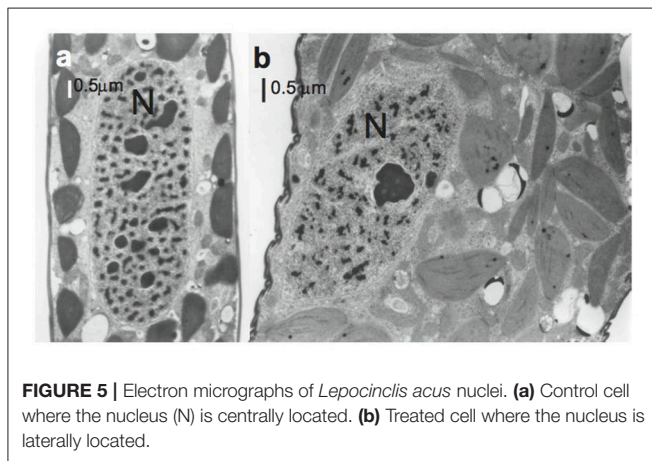 a
0.5μm
N
b
0.5μm
N
FIGURE 5 | Electron micrographs of Lepocinclis acus nuclei. (a) Control cell
where the nucleus (N) is centrally located. (b) Treated cell where the nucleus is
laterally located.